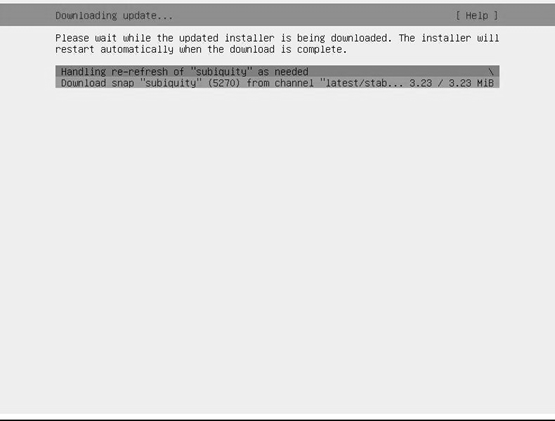 Downloading update...
[ Help ]
Please wait while the updated installer is being downloaded. The installer will
restart automatically when the download is complete.
Handling re-refresh of "subiquity" as needed \
Download snap "subiquity" (5270) from channel "latest/stab... 3.23 / 3.23 MiB